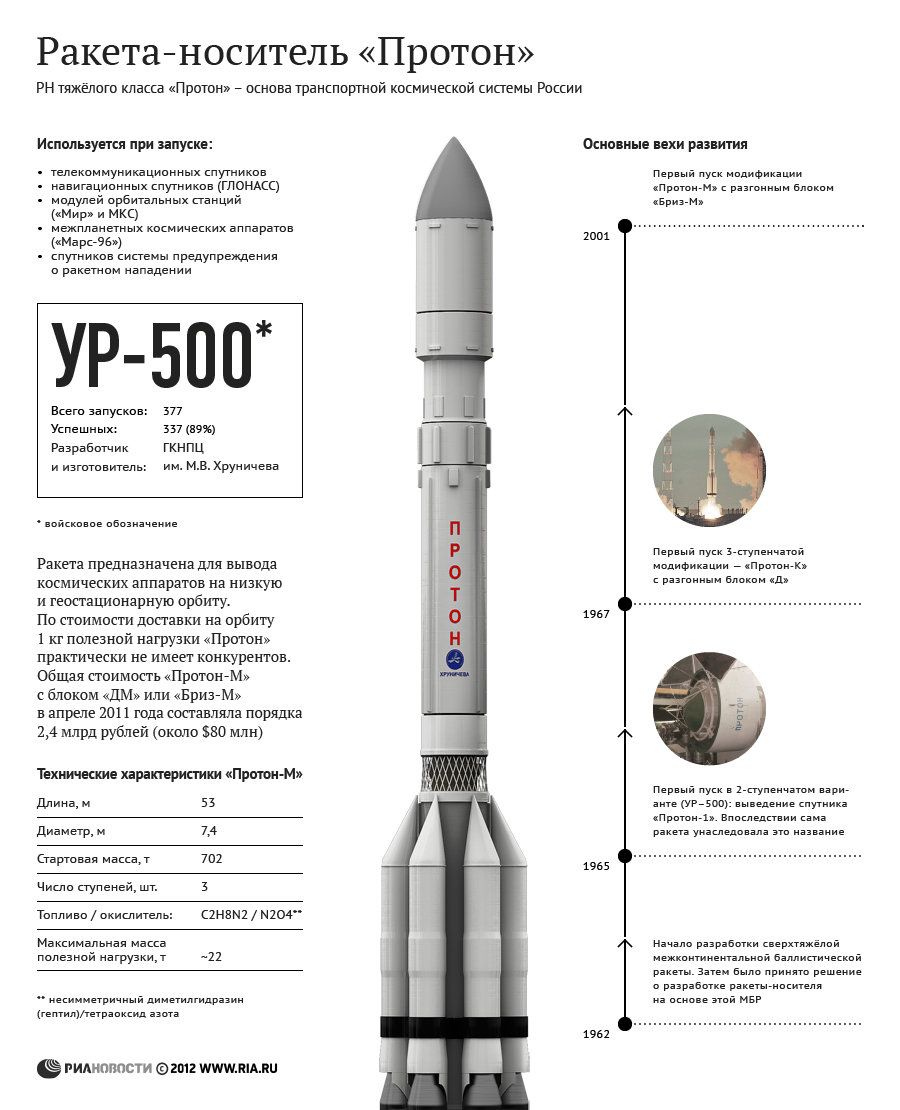 Ракета-носитель «Протон»
РН тяжёлого класса «Протон» – основа транспортной космической системы России
Используется при запуске:
• телекоммуникационных спутников
• навигационных спутников (ГЛОНАСС)
• модулей орбитальных станций
(«Мир» и МКС)
• межпланетных космических аппаратов
(«Марс-96»)
• спутников системы предупреждения
о ракетном нападении
УР-500*
Всего запусков: 377
Успешных: 337 (89%)
Разработчик ГКНПЦ
и изготовитель: им. М.В. Хруничева
* войсковое обозначение
Ракета предназначена для вывода
космических аппаратов на низкую
и геостационарную орбиту.
По стоимости доставки на орбиту
1 кг полезной нагрузки «Протон»
практически не имеет конкурентов.
Общая стоимость «Протон-М»
с блоком «ДМ» или «Бриз-М»
в апреле 2011 года составляла порядка
2,4 млрд рублей (около $80 млн)
Технические характеристики «Протон-М»
Длина, м 53
Диаметр, м 7,4
Стартовая масса, т 702
Число ступеней, шт. 3
Топливо / окислитель: C2H8N2 / N2O4**
Максимальная масса
полезной нагрузки, т ~22
** несимметричный диметилгидразин
(гептил)/тетраоксид азота
РИАНОВОСТИ © 2012 WWW.RIA.RU
ПРОТОН
ХРУНИЧЕВА
Основные вехи развития
Первый пуск модификации
«Протон-М» с разгонным блоком
«Бриз-М»
2001
Первый пуск 3-ступенчатой
модификации — «Протон-К»
с разгонным блоком «Д»
1967
ПРОТОН
Первый пуск в 2-ступенчатом вари-
анте (УР–500): выведение спутника
«Протон-1». Впоследствии сама
ракета унаследовала это название
1965
Начало разработки сверхтяжёлой
межконтинентальной баллистической
ракеты. Затем было принято решение
о разработке ракеты-носителя
на основе этой МБР
1962